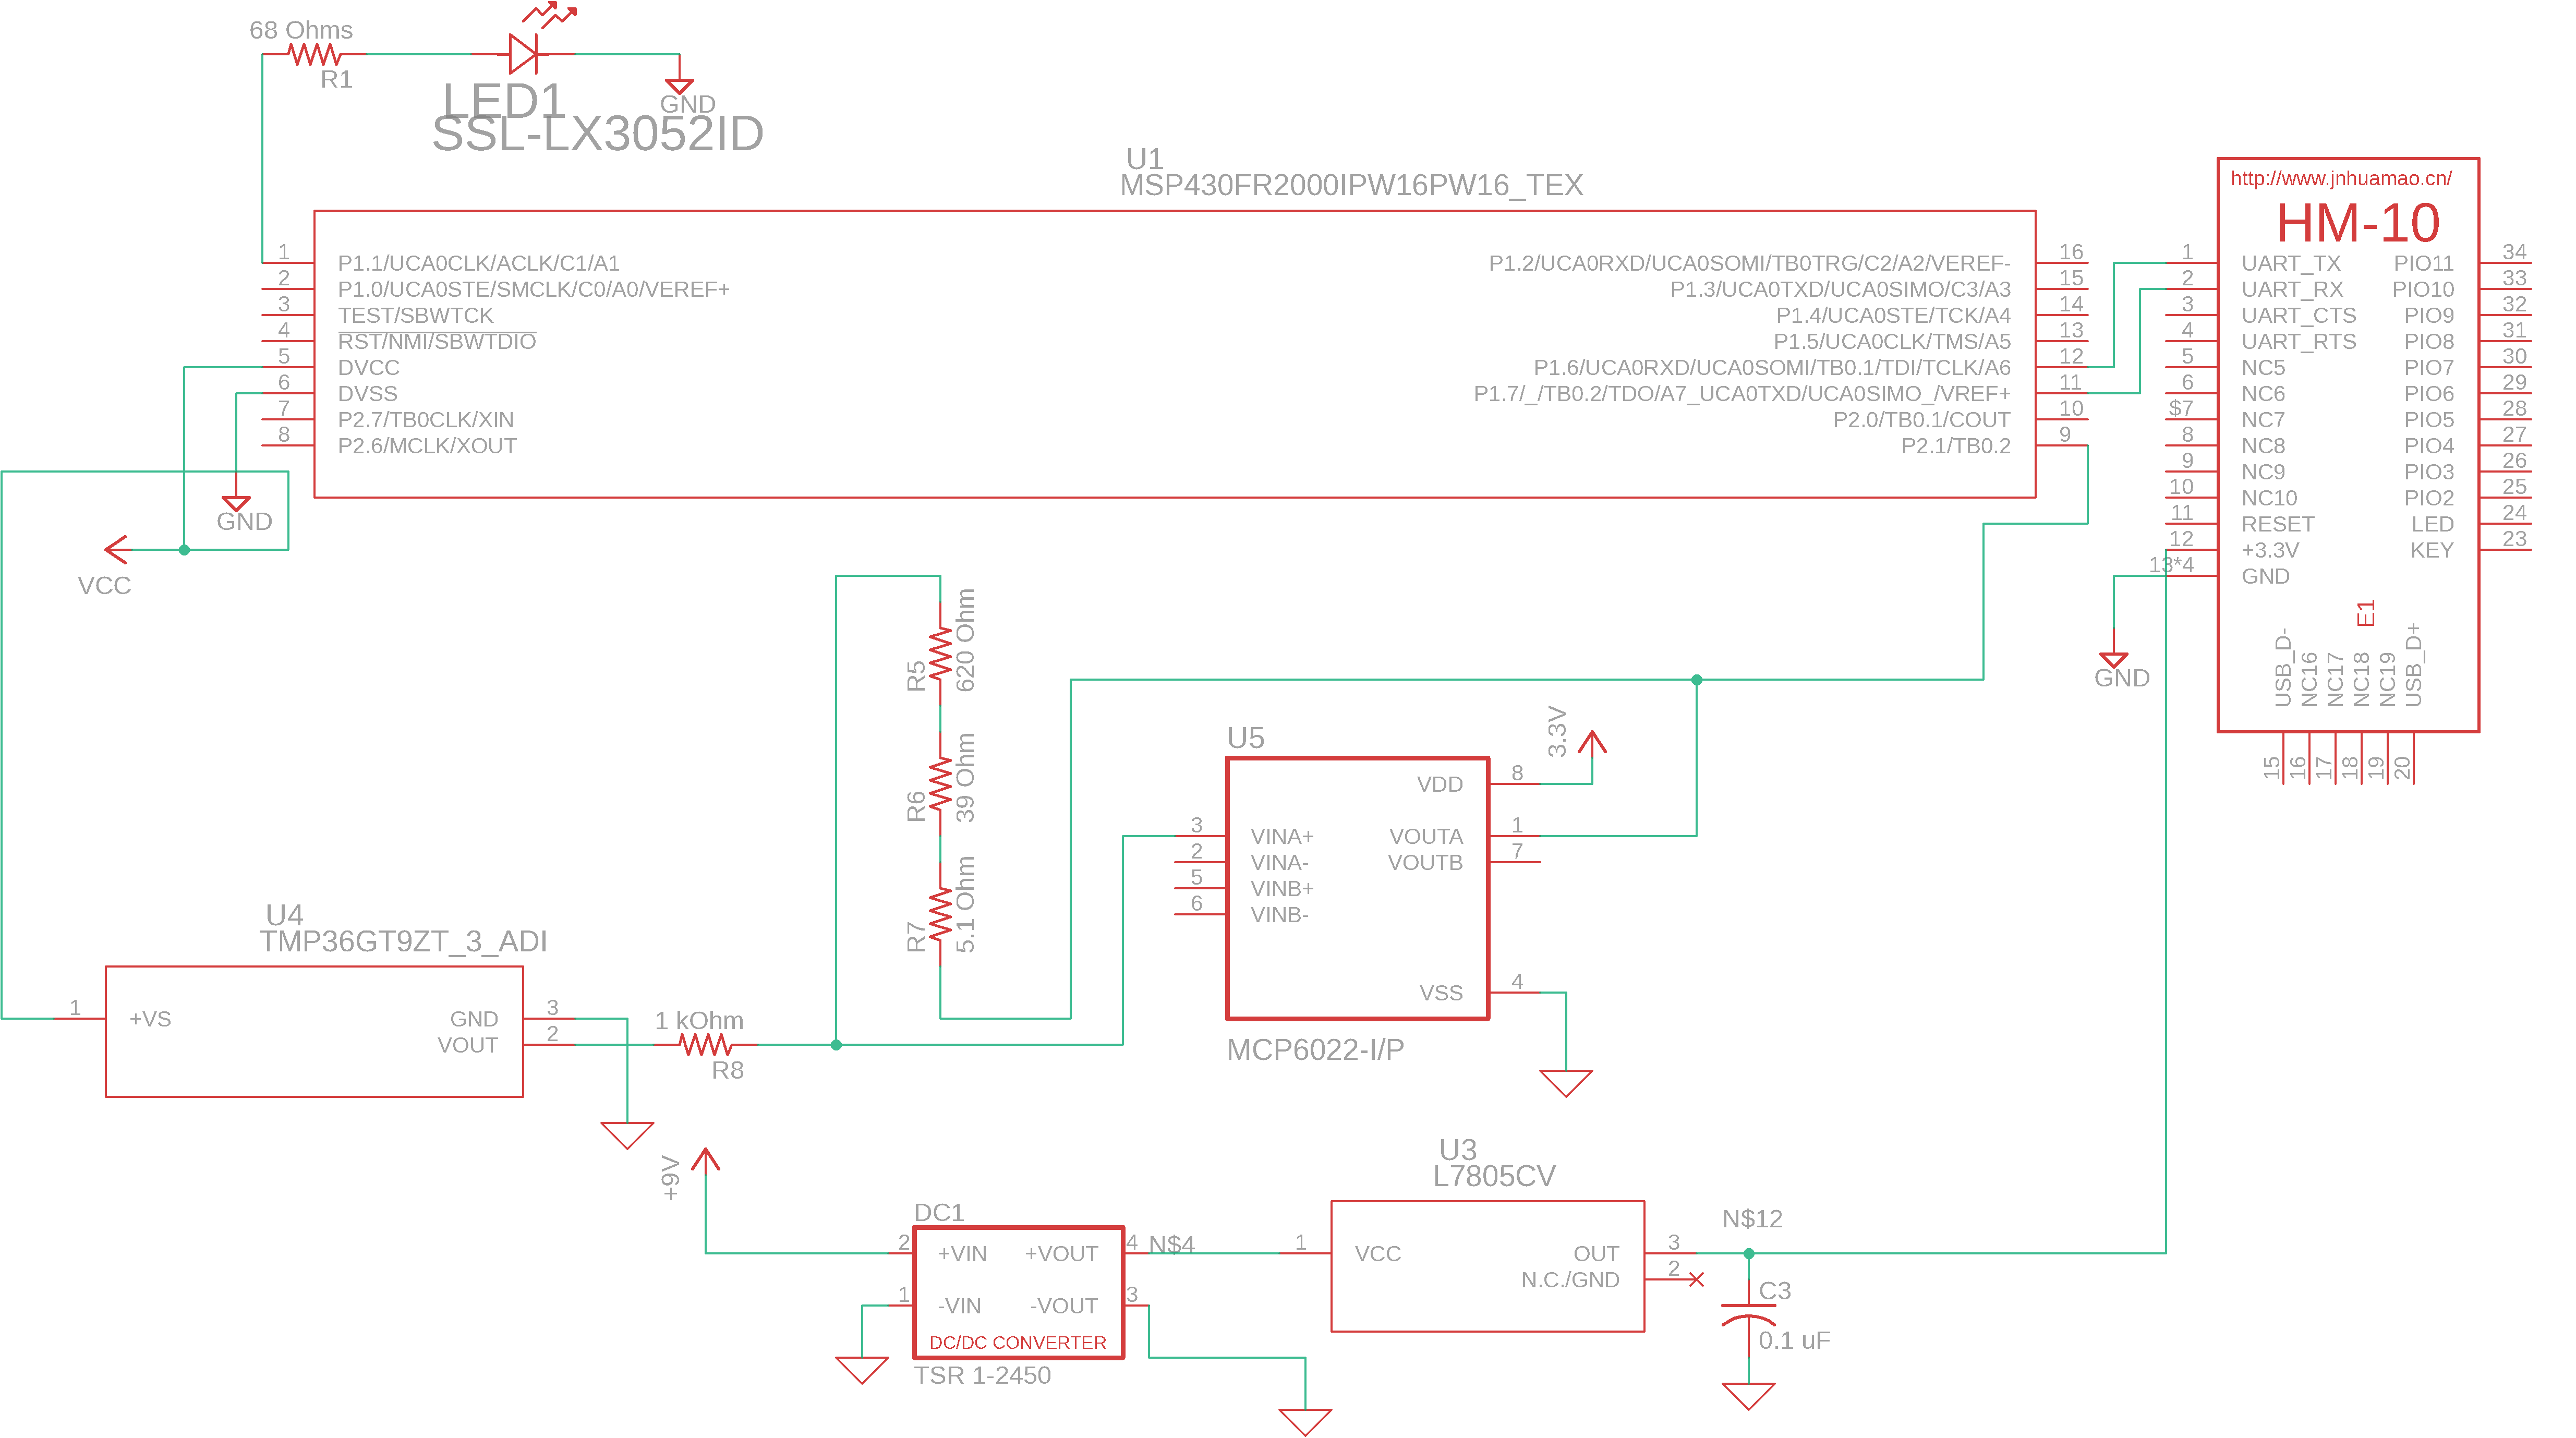 68 Ohms
R1
LED1
SSL-LX3052ID
GND
U1
MSP430FR2000IPW16PW16_TEX
1
P1.1/UCA0CLK/ACLK/C1/A1
2
P1.0/UCA0STE/SMCLK/C0/A0/VEREF+
3
TEST/SBWTCK
4
RST/NMI/SBWTDIO
5
DVCC
6
DVSS
7
P2.7/TB0CLK/XIN
8
P2.6/MCLK/XOUT
P1.2/UCA0RXD/UCA0SOMI/TB0TRG/C2/A2/VEREF-
16
P1.3/UCA0TXD/UCA0SIMO/C3/A3
15
P1.4/UCA0STE/TCK/A4
14
P1.5/UCA0CLK/TMS/A5
13
P1.6/UCA0RXD/UCA0SOMI/TB0.1/TDI/TCLK/A6
12
P1.7/_/TB0.2/TDO/A7_UCA0TXD/UCA0SIMO_/VREF+
11
P2.0/TB0.1/COUT
10
P2.1/TB0.2
9
GND
VCC
http://www.jnhuamao.cn/
HM-10
1
UART_TX
2
UART_RX
3
UART_CTS
4
UART_RTS
5
NC5
6
NC6
$7
NC7
8
NC8
9
NC9
10
NC10
11
RESET
12
+3.3V
13*4
GND
PIO11
34
PIO10
33
PIO9
32
PIO8
31
PIO7
30
PIO6
29
PIO5
28
PIO4
27
PIO3
26
PIO2
25
LED
24
KEY
23
E1
USB_D-
NC16
NC17
NC18
NC19
USB_D+
15
16
17
18
19
20
GND
R5
620 Ohm
R6
39 Ohm
R7
5.1 Ohm
U5
3.3V
3
VINA+
2
VINA-
5
VINB+
6
VINB-
VDD
8
VOUTA
1
VOUTB
7
VSS
4
MCP6022-I/P
U4
TMP36GT9ZT_3_ADI
1
+VS
GND
3
VOUT
2
1 kOhm
R8
+9V
DC1
2
+VIN
+VOUT
4
N$4
1
-VIN
-VOUT
3
DC/DC CONVERTER
TSR 1-2450
U3
L7805CV
1
VCC
OUT
3
N.C./GND
2
N$12
C3
0.1 uF